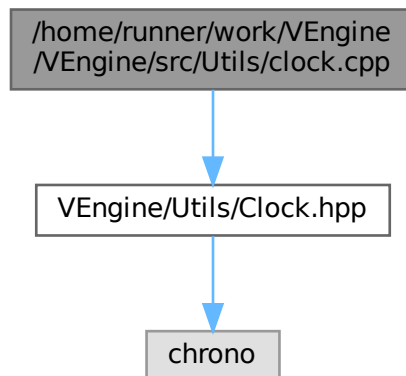 /home/runner/work/VEngine
/VEngine/src/Utils/clock.cpp
VEngine/Utils/Clock.hpp
chrono